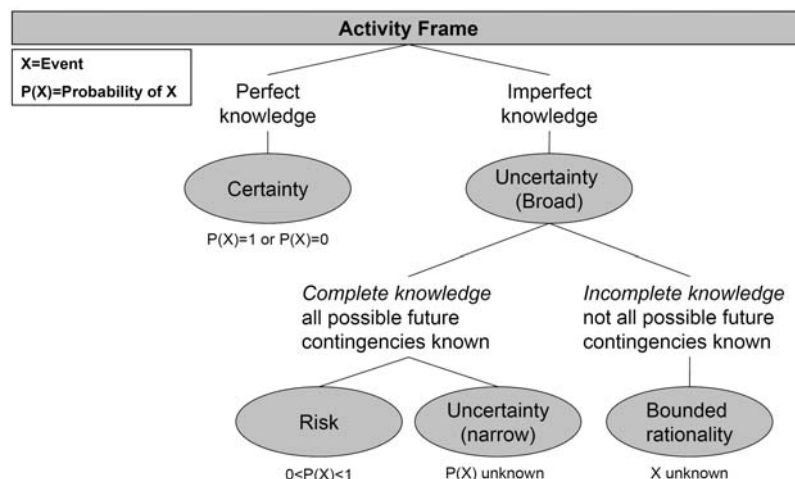 Activity Frame
X=Event
P(X)=Probability of X
Perfect
knowledge
Imperfect
knowledge
Certainty
Uncertainty
(Broad)
P(X)=1 or P(X)=0
Complete knowledge
all possible future
contingencies known
Incomplete knowledge
not all possible future
contingencies known
Risk
Uncertainty
(narrow)
Bounded
rationality
0<P(X)<1
P(X) unknown
X unknown